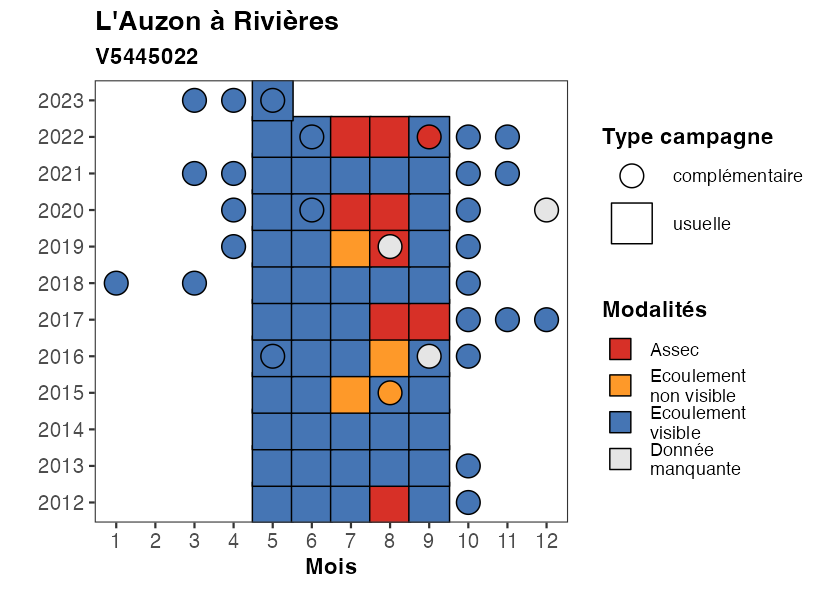 L'Auzon à Rivières
V5445022
2023
2022
2021
2020
2019
2018
2017
2016
2015
2014
2013
2012
1 2 3 4 5 6 7 8 9 10 11 12
Mois
Type campagne
complémentaire
usuelle
Modalités
Assec
Ecoulement
non visible
Ecoulement
visible
Donnée
manquante